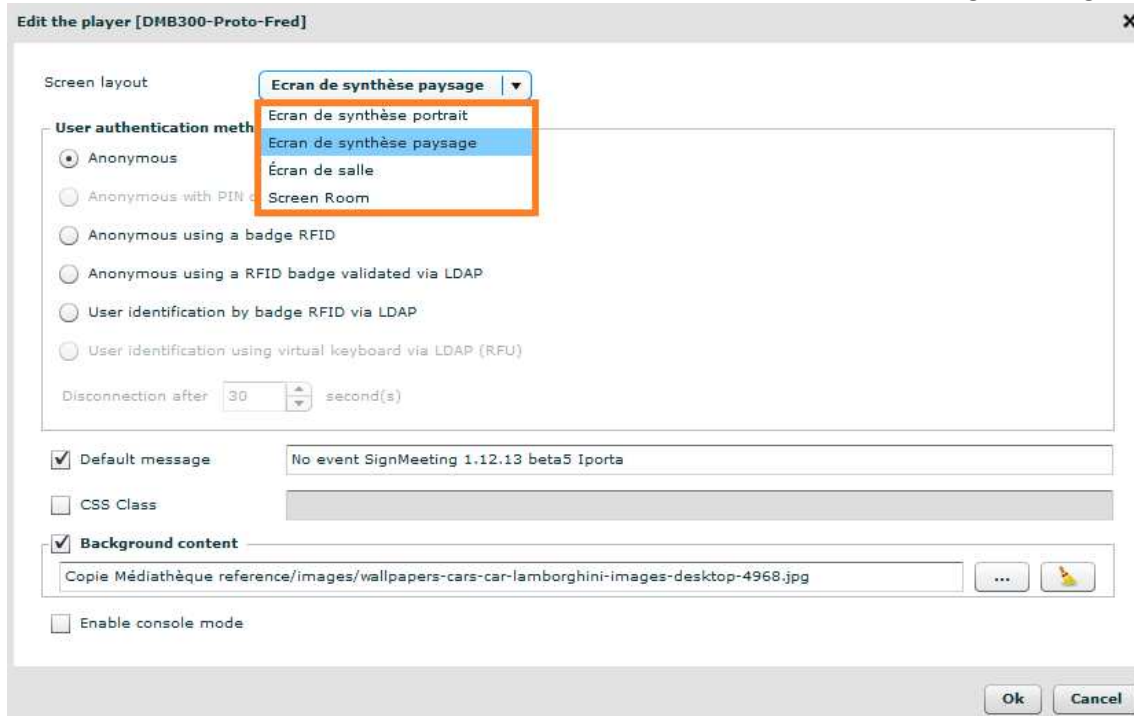 Edit the player [DMB300-Proto-Fred]
Screen layout
Ecran de synthèse paysage
Ecran de synthèse portrait
Ecran de synthèse paysage
Écran de salle
Screen Room
User authentication meth
Anonymous
Anonymous with PIN
Anonymous using a badge RFID
Anonymous using a RFID badge validated via LDAP
User identification by badge RFID via LDAP
User identification using virtual keyboard via LDAP (RFU)
Disconnection after 30 second(s)
Default message No event SignMeeting 1.12.13 beta5 Iporta
CSS Class
Background content
Copie Médiathèque reference/images/wallpapers-cars-car-lamborghini-images-desktop-4968.jpg ...
Enable console mode
Ok Cancel